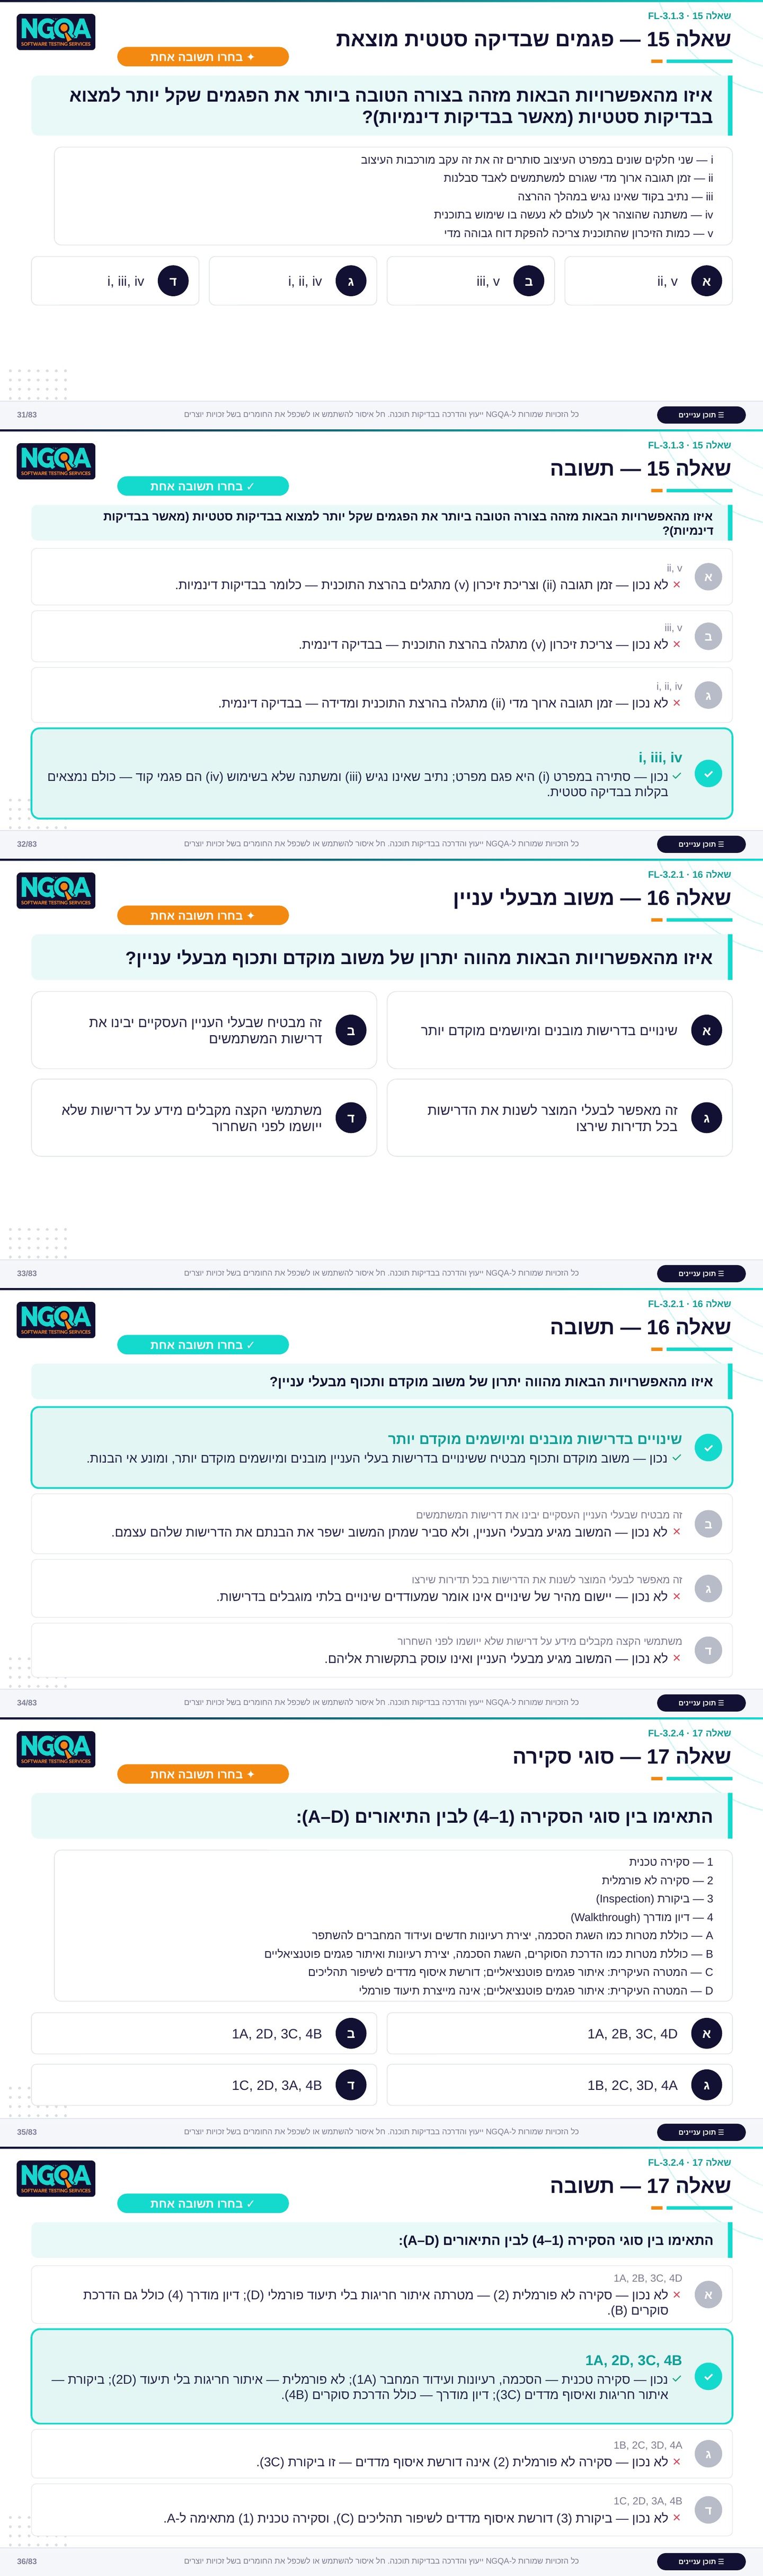 FL-3.1.3 · שאלה 15
שאלה 15 — פגמים שבדיקה סטטית מוצאת
NGQA
SOFTWARE TESTING SERVICES
✦ בחרו תשובה אחת
איזו מהאפשרויות הבאות מזהה בצורה הטובה ביותר את הפגמים שקל יותר למצוא
בבדיקות סטטיות (מאשר בבדיקות דינמיות)?
i — שני חלקים שונים במפרט העיצוב סותרים זה את זה עקב מורכבות העיצוב
ii — זמן תגובה ארוך מדי שגורם למשתמשים לאבד סבלנות
iii — נתיב בקוד שאינו נגיש במהלך ההרצה
iv — משתנה שהוצהר אך לעולם לא נעשה בו שימוש בתוכנית
v — כמות הזיכרון שהתוכנית צריכה להפקת דוח גבוהה מדי
א ii, v
ב iii, v
ג i, ii, iv
ד i, iii, iv
☰ תוכן עניינים
כל הזכויות שמורות ל-NGQA ייעוץ והדרכה בבדיקות תוכנה. חל איסור להשתמש או לשכפל את החומרים בשל זכויות יוצרים
31/83
FL-3.1.3 · שאלה 15
שאלה 15 — תשובה
NGQA
SOFTWARE TESTING SERVICES
✓ בחרו תשובה אחת
איזו מהאפשרויות הבאות מזהה בצורה הטובה ביותר את הפגמים שקל יותר למצוא בבדיקות סטטיות (מאשר בבדיקות
דינמיות)?
א
ii, v
✕ לא נכון — זמן תגובה (ii) וצריכת זיכרון (v) מתגלים בהרצת התוכנית — כלומר בבדיקות דינמיות.
ב
iii, v
✕ לא נכון — צריכת זיכרון (v) מתגלה בהרצת התוכנית — בבדיקה דינמית.
ג
i, ii, iv
✕ לא נכון — זמן תגובה ארוך מדי (ii) מתגלה בהרצת התוכנית ומדידה — בבדיקה דינמית.
✓
i, iii, iv
✓ נכון — סתירה במפרט (i) היא פגם מפרט; נתיב שאינו נגיש (iii) ומשתנה שלא בשימוש (iv) הם פגמי קוד — כולם נמצאים
בקלות בבדיקה סטטית.
☰ תוכן עניינים
כל הזכויות שמורות ל-NGQA ייעוץ והדרכה בבדיקות תוכנה. חל איסור להשתמש או לשכפל את החומרים בשל זכויות יוצרים
32/83
FL-3.2.1 · שאלה 16
שאלה 16 — משוב מבעלי עניין
NGQA
SOFTWARE TESTING SERVICES
✦ בחרו תשובה אחת
איזו מהאפשרויות הבאות מהווה יתרון של משוב מוקדם ותכוף מבעלי עניין?
א שינויים בדרישות מובנים ומיושמים מוקדם יותר
ב זה מבטיח שבעלי העניין העסקיים יבינו את
דרישות המשתמשים
ג זה מאפשר לבעלי המוצר לשנות את הדרישות
בכל תדירות שירצו
ד משתמשי הקצה מקבלים מידע על דרישות שלא
ייושמו לפני השחרור
☰ תוכן עניינים
כל הזכויות שמורות ל-NGQA ייעוץ והדרכה בבדיקות תוכנה. חל איסור להשתמש או לשכפל את החומרים בשל זכויות יוצרים
33/83
FL-3.2.1 · שאלה 16
שאלה 16 — תשובה
NGQA
SOFTWARE TESTING SERVICES
✓ בחרו תשובה אחת
איזו מהאפשרויות הבאות מהווה יתרון של משוב מוקדם ותכוף מבעלי עניין?
✓
שינויים בדרישות מובנים ומיושמים מוקדם יותר
✓ נכון — משוב מוקדם ותכוף מבטיח ששינויים בדרישות בעלי העניין מובנים ומיושמים מוקדם יותר, ומונע אי הבנות.
ב
זה מבטיח שבעלי העניין העסקיים יבינו את דרישות המשתמשים
✕ לא נכון — המשוב מגיע מבעלי העניין, ולא סביר שמתן המשוב ישפר את הבנתם את הדרישות שלהם עצמם.
ג
זה מאפשר לבעלי המוצר לשנות את הדרישות בכל תדירות שירצו
✕ לא נכון — יישום מהיר של שינויים אינו אומר שמעודדים שינויים בלתי מוגבלים בדרישות.
ד
משתמשי הקצה מקבלים מידע על דרישות שלא ייושמו לפני השחרור
✕ לא נכון — המשוב מגיע מבעלי העניין ואינו עוסק בתקשורת אליהם.
☰ תוכן עניינים
כל הזכויות שמורות ל-NGQA ייעוץ והדרכה בבדיקות תוכנה. חל איסור להשתמש או לשכפל את החומרים בשל זכויות יוצרים
34/83
FL-3.2.4 · שאלה 17
שאלה 17 — סוגי סקירה
NGQA
SOFTWARE TESTING SERVICES
✦ בחרו תשובה אחת
התאימו בין סוגי הסקירה (1–4) לבין התיאורים (A–D):
1 — סקירה טכנית
2 — סקירה לא פורמלית
3 — ביקורת (Inspection)
4 — דיון מודרך (Walkthrough)
A — כוללת מטרות כמו השגת הסכמה, יצירת רעיונות חדשים ועידוד המחברים להשתפר
B — כוללת מטרות כמו הדרכת הסוקרים, השגת הסכמה, יצירת רעיונות ואיתור פגמים פוטנציאליים
C — המטרה העיקרית: איתור פגמים פוטנציאליים; דורשת איסוף מדדים לשיפור תהליכים
D — המטרה העיקרית: איתור פגמים פוטנציאליים; אינה מייצרת תיעוד פורמלי
א 1A, 2B, 3C, 4D
ב 1A, 2D, 3C, 4B
ג 1B, 2C, 3D, 4A
ד 1C, 2D, 3A, 4B
☰ תוכן עניינים
כל הזכויות שמורות ל-NGQA ייעוץ והדרכה בבדיקות תוכנה. חל איסור להשתמש או לשכפל את החומרים בשל זכויות יוצרים
35/83
FL-3.2.4 · שאלה 17
שאלה 17 — תשובה
NGQA
SOFTWARE TESTING SERVICES
✓ בחרו תשובה אחת
התאימו בין סוגי הסקירה (1–4) לבין התיאורים (A–D):
א
1A, 2B, 3C, 4D
✕ לא נכון — סקירה לא פורמלית (2) — מטרתה איתור חריגות בלי תיעוד פורמלי (D); דיון מודרך (4) כולל גם הדרכת
סוקרים (B).
✓
1A, 2D, 3C, 4B
✓ נכון — סקירה טכנית — הסכמה, רעיונות ועידוד המחבר (1A); לא פורמלית — איתור חריגות בלי תיעוד (2D); ביקורת —
איתור חריגות ואיסוף מדדים (3C); דיון מודרך — כולל הדרכת סוקרים (4B).
ג
1B, 2C, 3D, 4A
✕ לא נכון — סקירה לא פורמלית (2) אינה דורשת איסוף מדדים — זו ביקורת (3C).
ד
1C, 2D, 3A, 4B
✕ לא נכון — ביקורת (3) דורשת איסוף מדדים לשיפור תהליכים (C), וסקירה טכנית (1) מתאימה ל-A.
☰ תוכן עניינים
כל הזכויות שמורות ל-NGQA ייעוץ והדרכה בבדיקות תוכנה. חל איסור להשתמש או לשכפל את החומרים בשל זכויות יוצרים
36/83